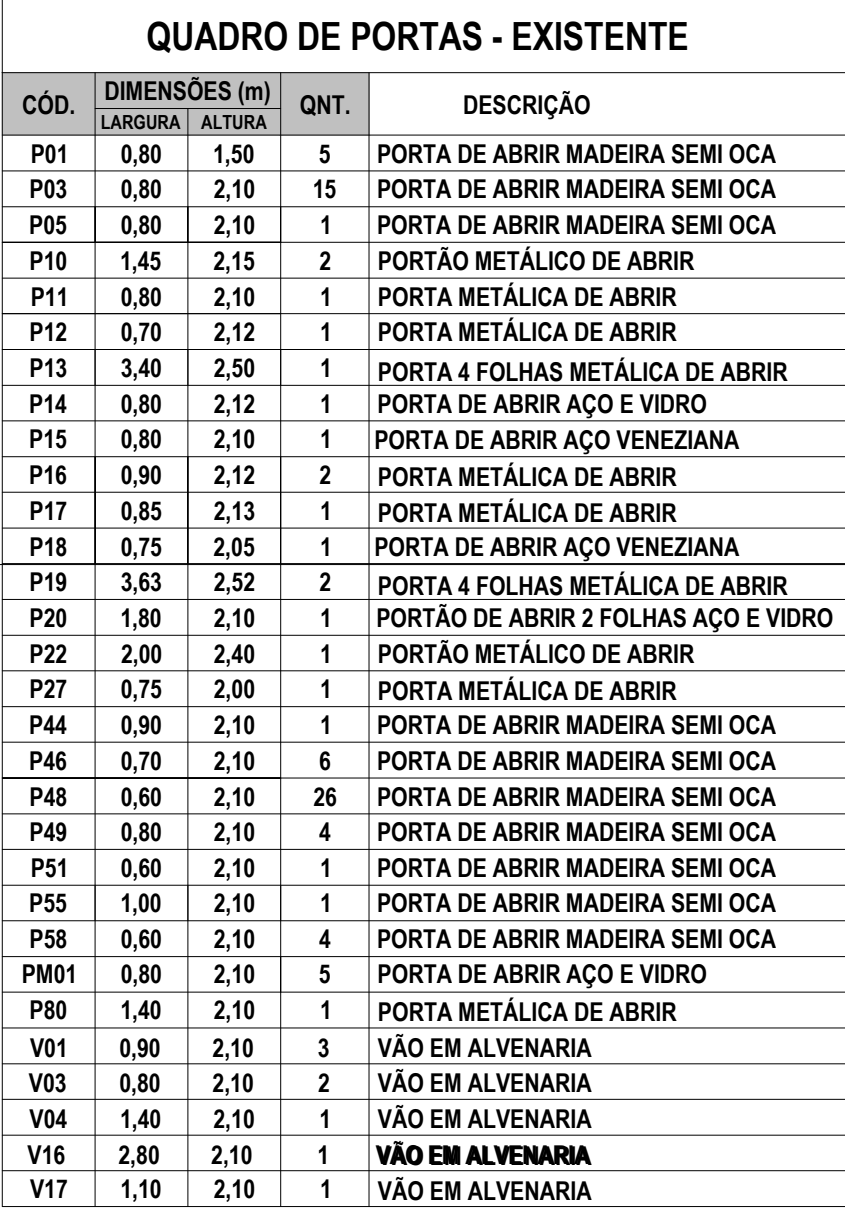 QUADRO DE PORTAS - EXISTENTE
CÓD. DIMENSÕES (m) QNT. DESCRIÇÃO
LARGURA ALTURA
P01 0,80 1,50 5 PORTA DE ABRIR MADEIRA SEMI OCA
P03 0,80 2,10 15 PORTA DE ABRIR MADEIRA SEMI OCA
P05 0,80 2,10 1 PORTA DE ABRIR MADEIRA SEMI OCA
P10 1,45 2,15 2 PORTÃO METÁLICO DE ABRIR
P11 0,80 2,10 1 PORTA METÁLICA DE ABRIR
P12 0,70 2,12 1 PORTA METÁLICA DE ABRIR
P13 3,40 2,50 1 PORTA 4 FOLHAS METÁLICA DE ABRIR
P14 0,80 2,12 1 PORTA DE ABRIR AÇO E VIDRO
P15 0,80 2,10 1 PORTA DE ABRIR AÇO VENEZIANA
P16 0,90 2,12 2 PORTA METÁLICA DE ABRIR
P17 0,85 2,13 1 PORTA METÁLICA DE ABRIR
P18 0,75 2,05 1 PORTA DE ABRIR AÇO VENEZIANA
P19 3,63 2,52 2 PORTA 4 FOLHAS METÁLICA DE ABRIR
P20 1,80 2,10 1 PORTÃO DE ABRIR 2 FOLHAS AÇO E VIDRO
P22 2,00 2,40 1 PORTÃO METÁLICO DE ABRIR
P27 0,75 2,00 1 PORTA METÁLICA DE ABRIR
P44 0,90 2,10 1 PORTA DE ABRIR MADEIRA SEMI OCA
P46 0,70 2,10 6 PORTA DE ABRIR MADEIRA SEMI OCA
P48 0,60 2,10 26 PORTA DE ABRIR MADEIRA SEMI OCA
P49 0,80 2,10 4 PORTA DE ABRIR MADEIRA SEMI OCA
P51 0,60 2,10 1 PORTA DE ABRIR MADEIRA SEMI OCA
P55 1,00 2,10 1 PORTA DE ABRIR MADEIRA SEMI OCA
P58 0,60 2,10 4 PORTA DE ABRIR MADEIRA SEMI OCA
PM01 0,80 2,10 5 PORTA DE ABRIR AÇO E VIDRO
P80 1,40 2,10 1 PORTA METÁLICA DE ABRIR
V01 0,90 2,10 3 VÃO EM ALVENARIA
V03 0,80 2,10 2 VÃO EM ALVENARIA
V04 1,40 2,10 1 VÃO EM ALVENARIA
V16 2,80 2,10 1 VÃO EM ALVENARIA
V17 1,10 2,10 1 VÃO EM ALVENARIA